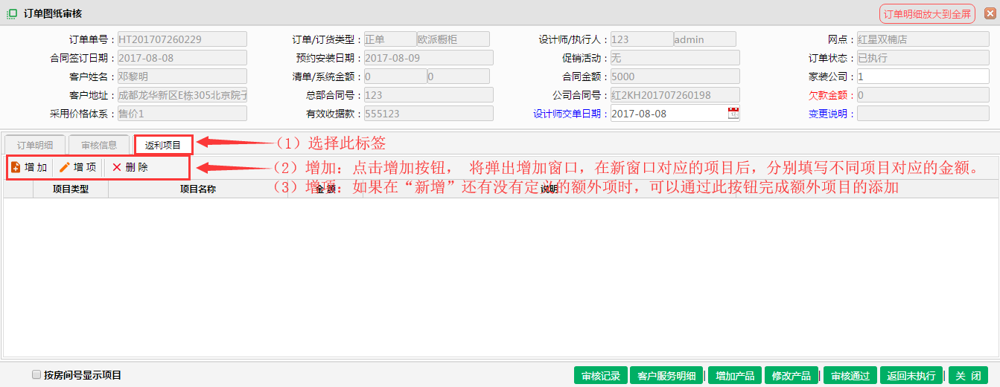 订单图纸审核
订单明细放大到全屏
订单单号：HT201707260229 订单/订货类型：正单 欧派橱柜 设计师/执行人：123 admin 网点：红星双楠店
合同签订日期：2017-08-08 预约安装日期：2017-08-09 促销活动：无 订单状态：已执行
客户姓名：邓黎明 清单/系统金额：0 0 合同金额：5000 家装公司：1
客户地址：成都龙华新区E栋305北京院子 总部合同号：123 公司合同号：红2KH201707260198 欠款金额：0
采用价格体系：售价1 有效收据款：555123 设计师交单日期：2017-08-08 变更说明：
订单明细 审核信息 返利项目 （1）选择此标签
增 加 增 项 删 除 （2）增加：点击增加按钮， 将弹出增加窗口，在新窗口对应的项目后，分别填写不同项目对应的金额。
项目类型 项目名称 金 额 说明
（3）增项：如果在“新增”还有没有定义的额外项时，可以通过此按钮完成额外项目的添加
按房间号显示项目 审核记录 客户服务明细 | 增加产品 修改产品 | 审核通过 返回未执行 | 关 闭